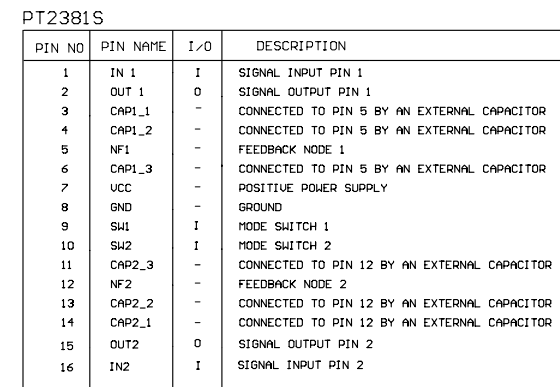 PT2381S
PIN NO PIN NAME I/O DESCRIPTION
1 IN 1 I SIGNAL INPUT PIN 1
2 OUT 1 O SIGNAL OUTPUT PIN 1
3 CAP1_1 - CONNECTED TO PIN 5 BY AN EXTERNAL CAPACITOR
4 CAP1_2 - CONNECTED TO PIN 5 BY AN EXTERNAL CAPACITOR
5 NF1 - FEEDBACK NODE 1
6 CAP1_3 - CONNECTED TO PIN 5 BY AN EXTERNAL CAPACITOR
7 VCC - POSITIVE POWER SUPPLY
8 GND - GROUND
9 SW1 I MODE SWITCH 1
10 SW2 I MODE SWITCH 2
11 CAP2_3 - CONNECTED TO PIN 12 BY AN EXTERNAL CAPACITOR
12 NF2 - FEEDBACK NODE 2
13 CAP2_2 - CONNECTED TO PIN 12 BY AN EXTERNAL CAPACITOR
14 CAP2_1 - CONNECTED TO PIN 12 BY AN EXTERNAL CAPACITOR
15 OUT2 O SIGNAL OUTPUT PIN 2
16 IN2 I SIGNAL INPUT PIN 2